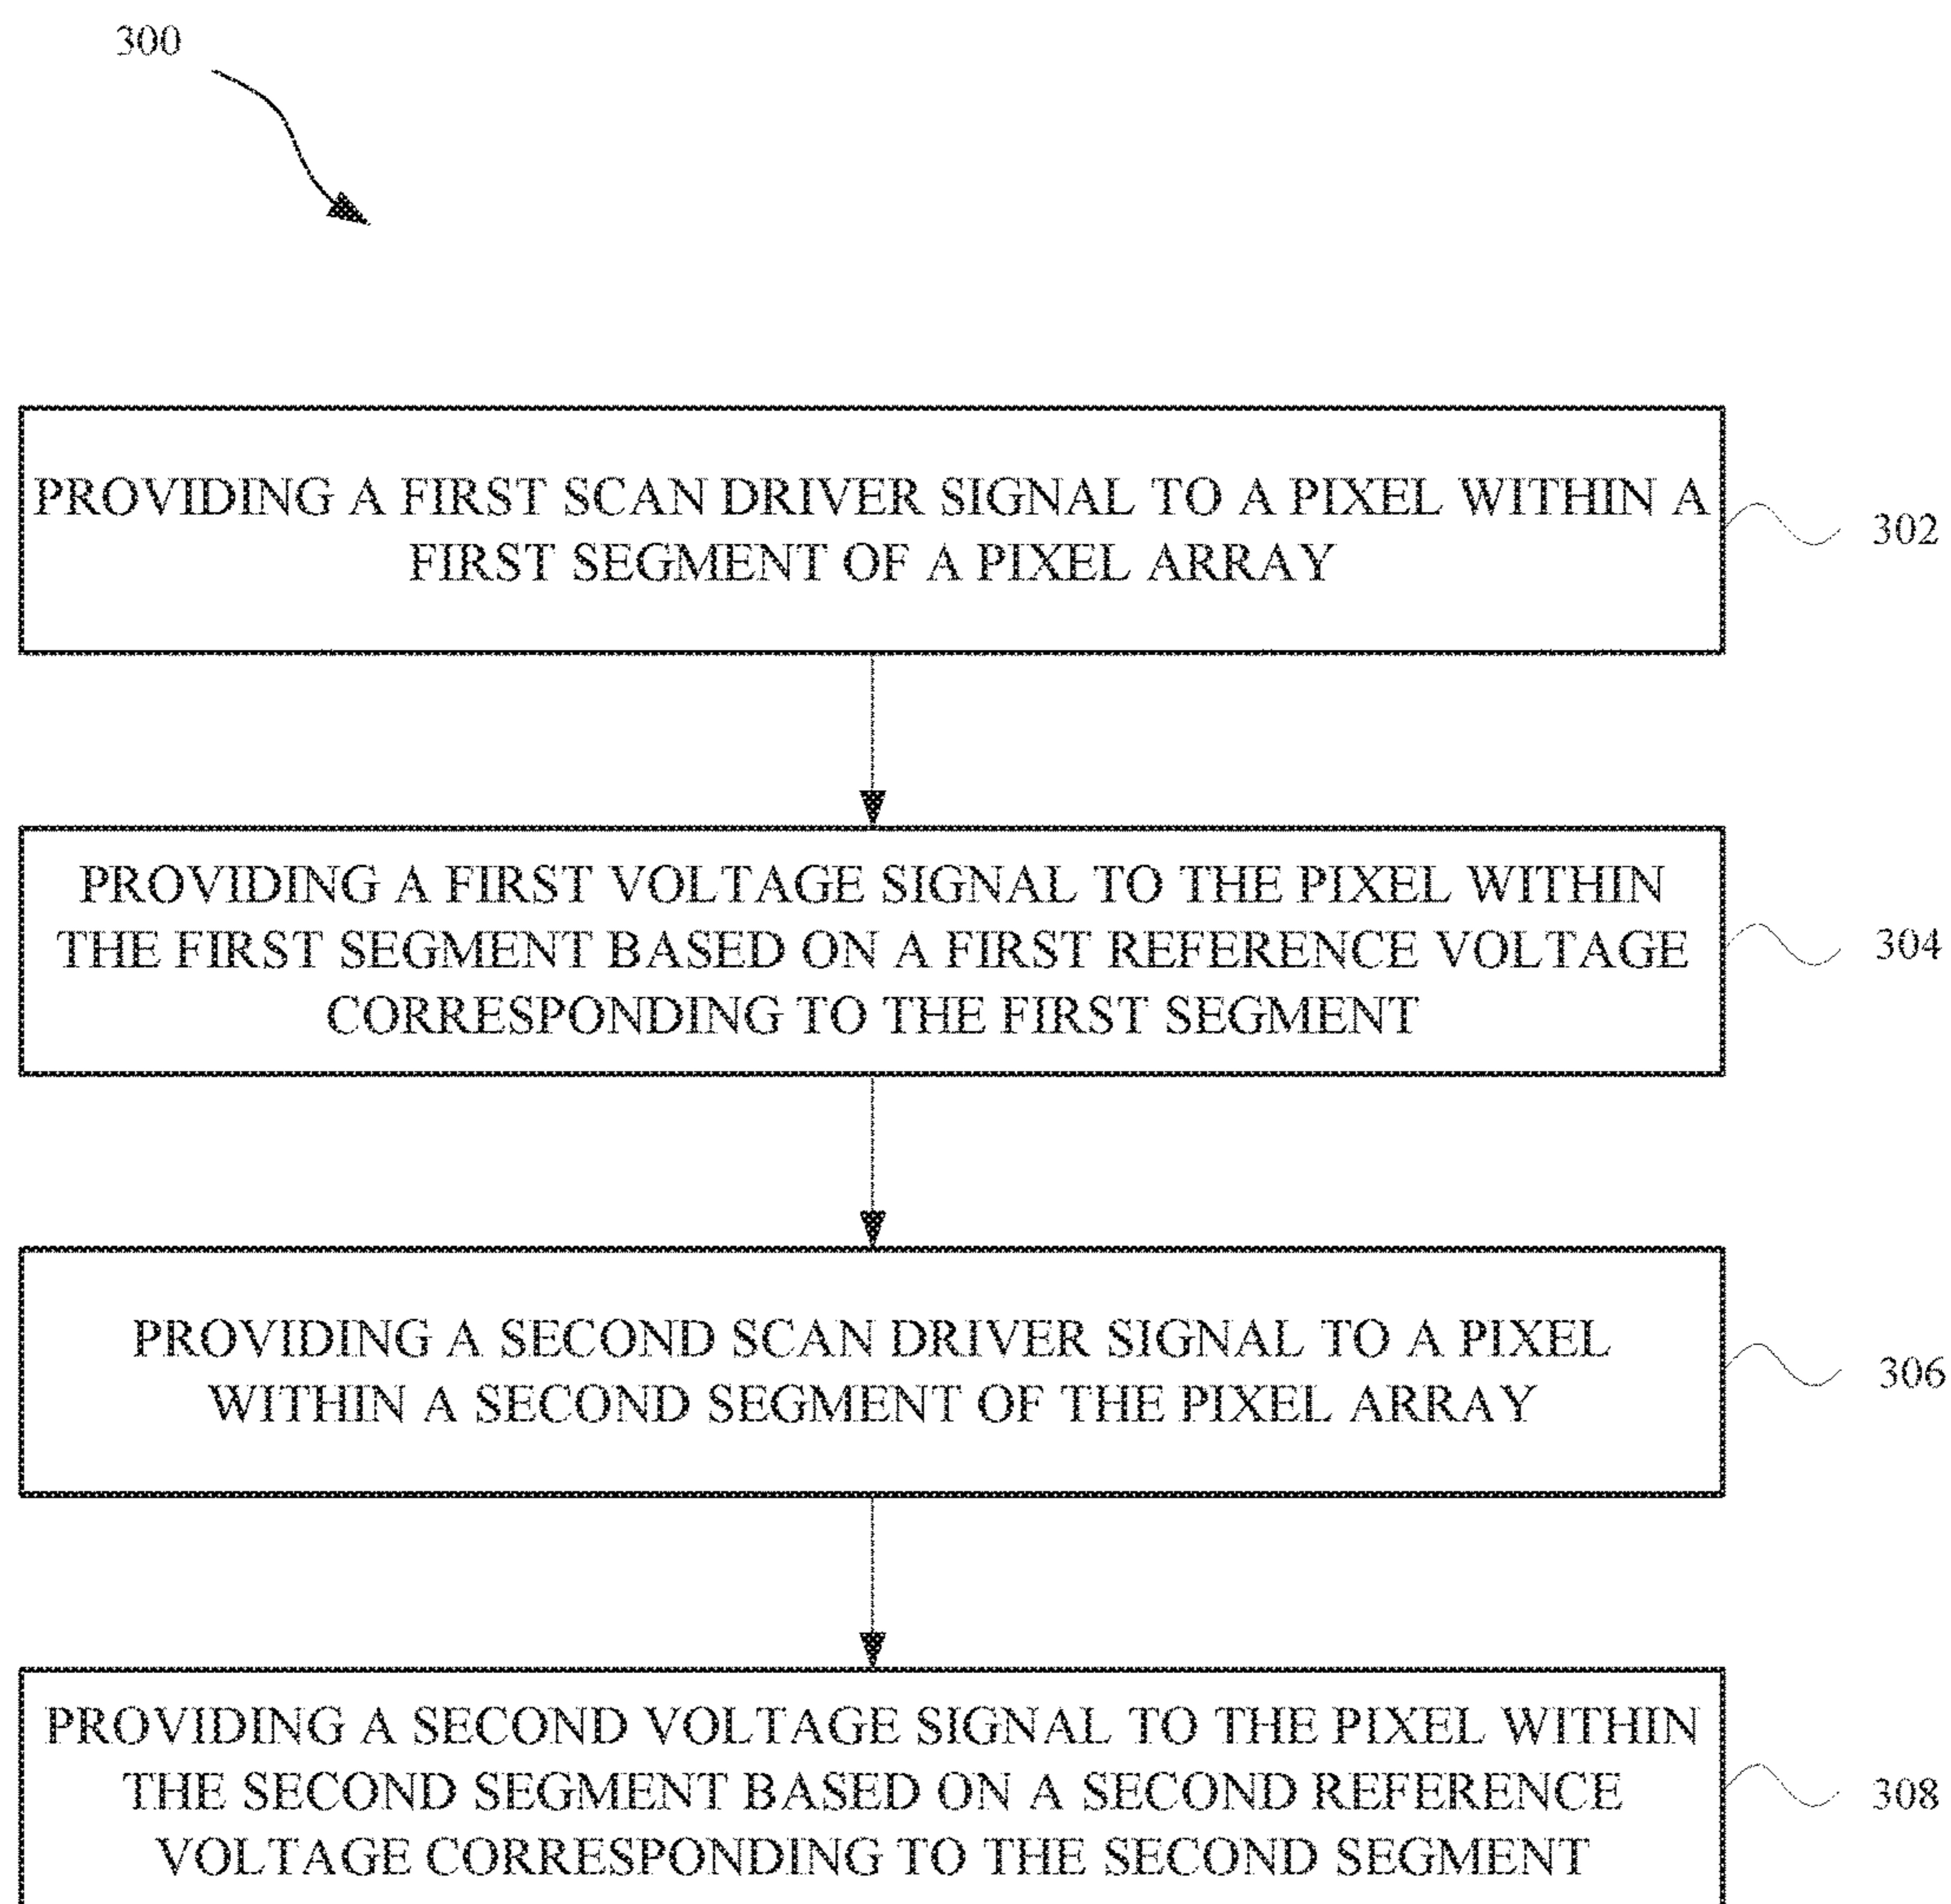 300
PROVIDING A FIRST SCAN DRIVER SIGNAL TO A PIXEL WITHIN A
FIRST SEGMENT OF A PIXEL ARRAY
302
PROVIDING A FIRST VOLTAGE SIGNAL TO THE PIXEL WITHIN
THE FIRST SEGMENT BASED ON A FIRST REFERENCE VOLTAGE
CORRESPONDING TO THE FIRST SEGMENT
304
PROVIDING A SECOND SCAN DRIVER SIGNAL TO A PIXEL
WITHIN A SECOND SEGMENT OF THE PIXEL ARRAY
306
PROVIDING A SECOND VOLTAGE SIGNAL TO THE PIXEL WITHIN
THE SECOND SEGMENT BASED ON A SECOND REFERENCE
VOLTAGE CORRESPONDING TO THE SECOND SEGMENT
308